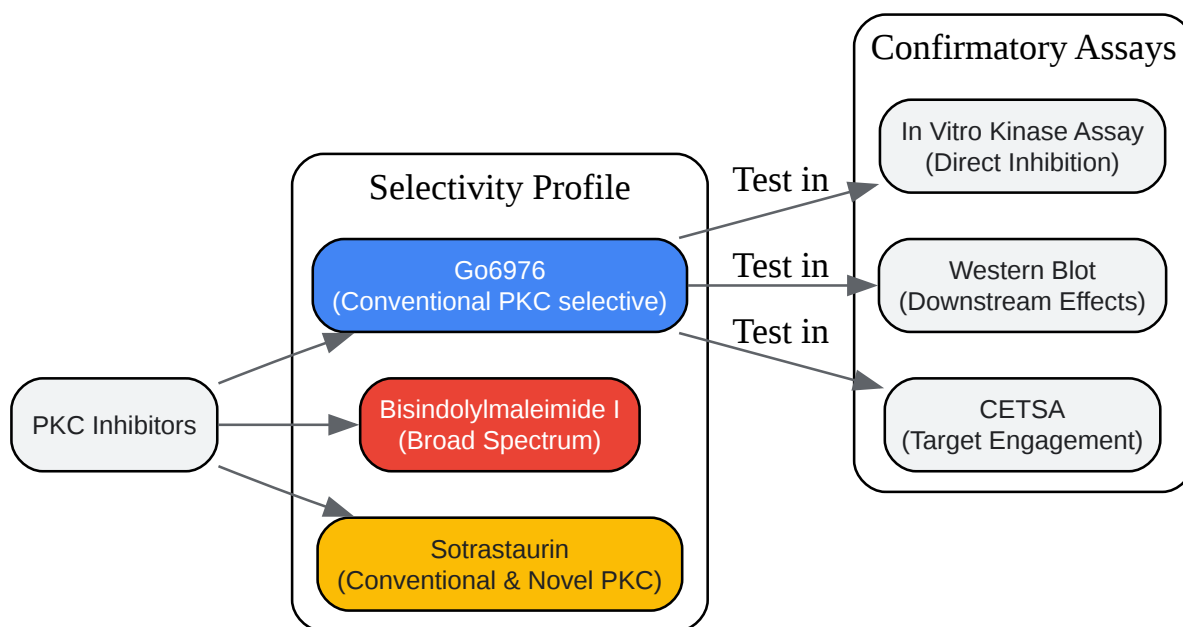 PKC Inhibitors
Selectivity Profile
Go6976
(Conventional PKC selective)
Bisindolylmaleimide I
(Broad Spectrum)
Sotrastaurin
(Conventional & Novel PKC)
Test in
Test in
Test in
Confirmatory Assays
In Vitro Kinase Assay
(Direct Inhibition)
Western Blot
(Downstream Effects)
CETSA
(Target Engagement)